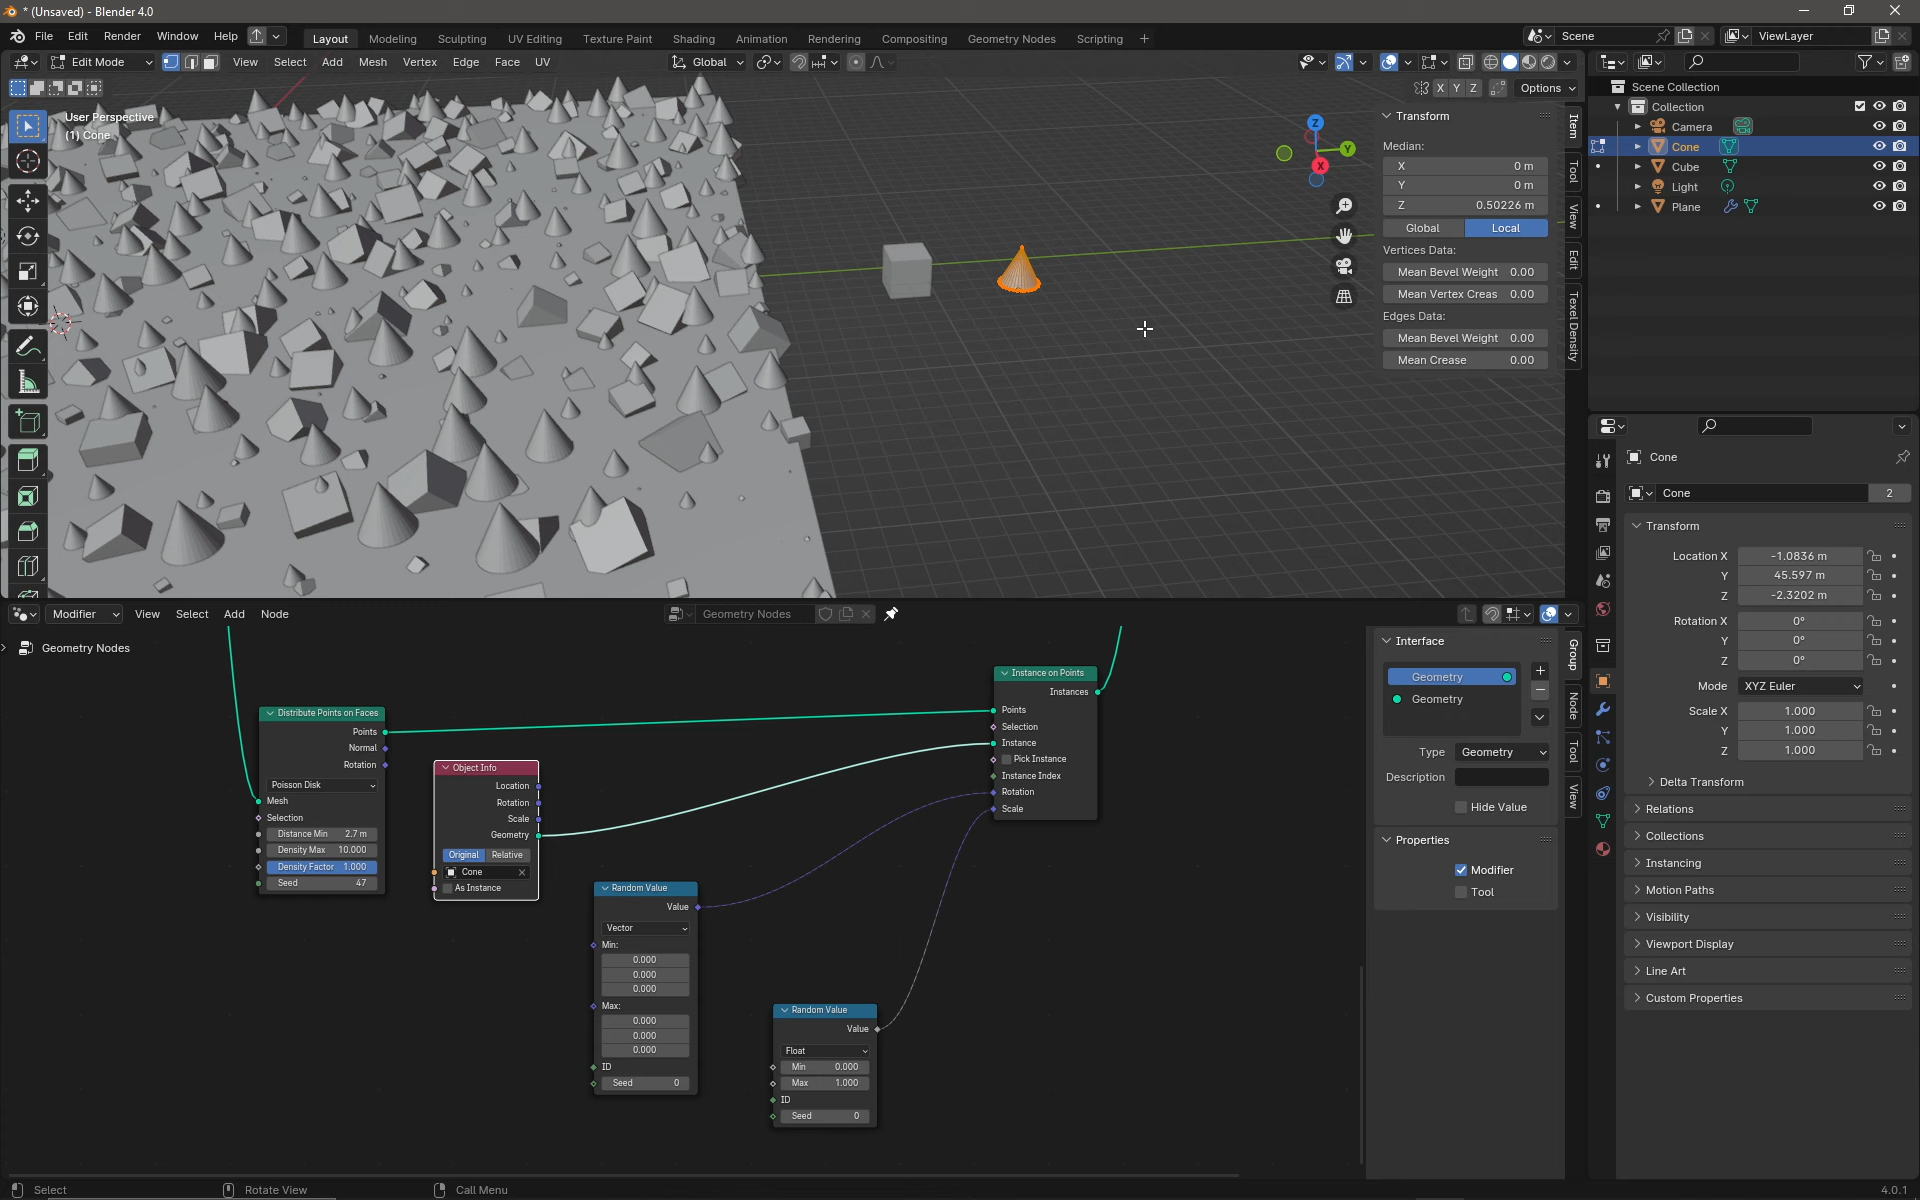 * (Unsaved) - Blender 4.0
File Edit Render Window Help
Layout Modeling Sculpting UV Editing Texture Paint Shading Animation Rendering Compositing Geometry Nodes Scripting +
Scene
ViewLayer
Edit Mode
View Select Add Mesh Vertex Edge Face UV
Global
X Y Z
Options
User Perspective
(1) Cone
Z
Y
X
Transform
Median:
X 0 m
Y 0 m
Z 0.50226 m
Global Local
Vertices Data:
Mean Bevel Weight 0.00
Mean Vertex Creas 0.00
Edges Data:
Mean Bevel Weight 0.00
Mean Crease 0.00
Item
Tool
View
Edit
Texel Density
Scene Collection
Collection
Camera
Cone
Cube
Light
Plane
Cone
Cone 2
Transform
Location X -1.0836 m
Y 45.597 m
Z -2.3202 m
Rotation X 0°
Y 0°
Z 0°
Mode XYZ Euler
Scale X 1.000
Y 1.000
Z 1.000
Delta Transform
Relations
Collections
Instancing
Motion Paths
Visibility
Viewport Display
Line Art
Custom Properties
Modifier
View Select Add Node
Geometry Nodes
Geometry Nodes
Distribute Points on Faces
Points
Normal
Rotation
Poisson Disk
Mesh
Selection
Distance Min 2.7 m
Density Max 10.000
Density Factor 1.000
Seed 47
Object Info
Location
Rotation
Scale
Geometry
Original Relative
Cone
As Instance
Random Value
Value
Vector
Min:
0.000
0.000
0.000
Max:
0.000
0.000
0.000
ID
Seed 0
Random Value
Value
Float
Min 0.000
Max 1.000
ID
Seed 0
Instance on Points
Instances
Points
Selection
Instance
Pick Instance
Instance Index
Rotation
Scale
Interface
Geometry
Geometry
Type Geometry
Description
Hide Value
Properties
Modifier
Tool
Group
Node
Tool
View
Select
Rotate View
Call Menu
4.0.1